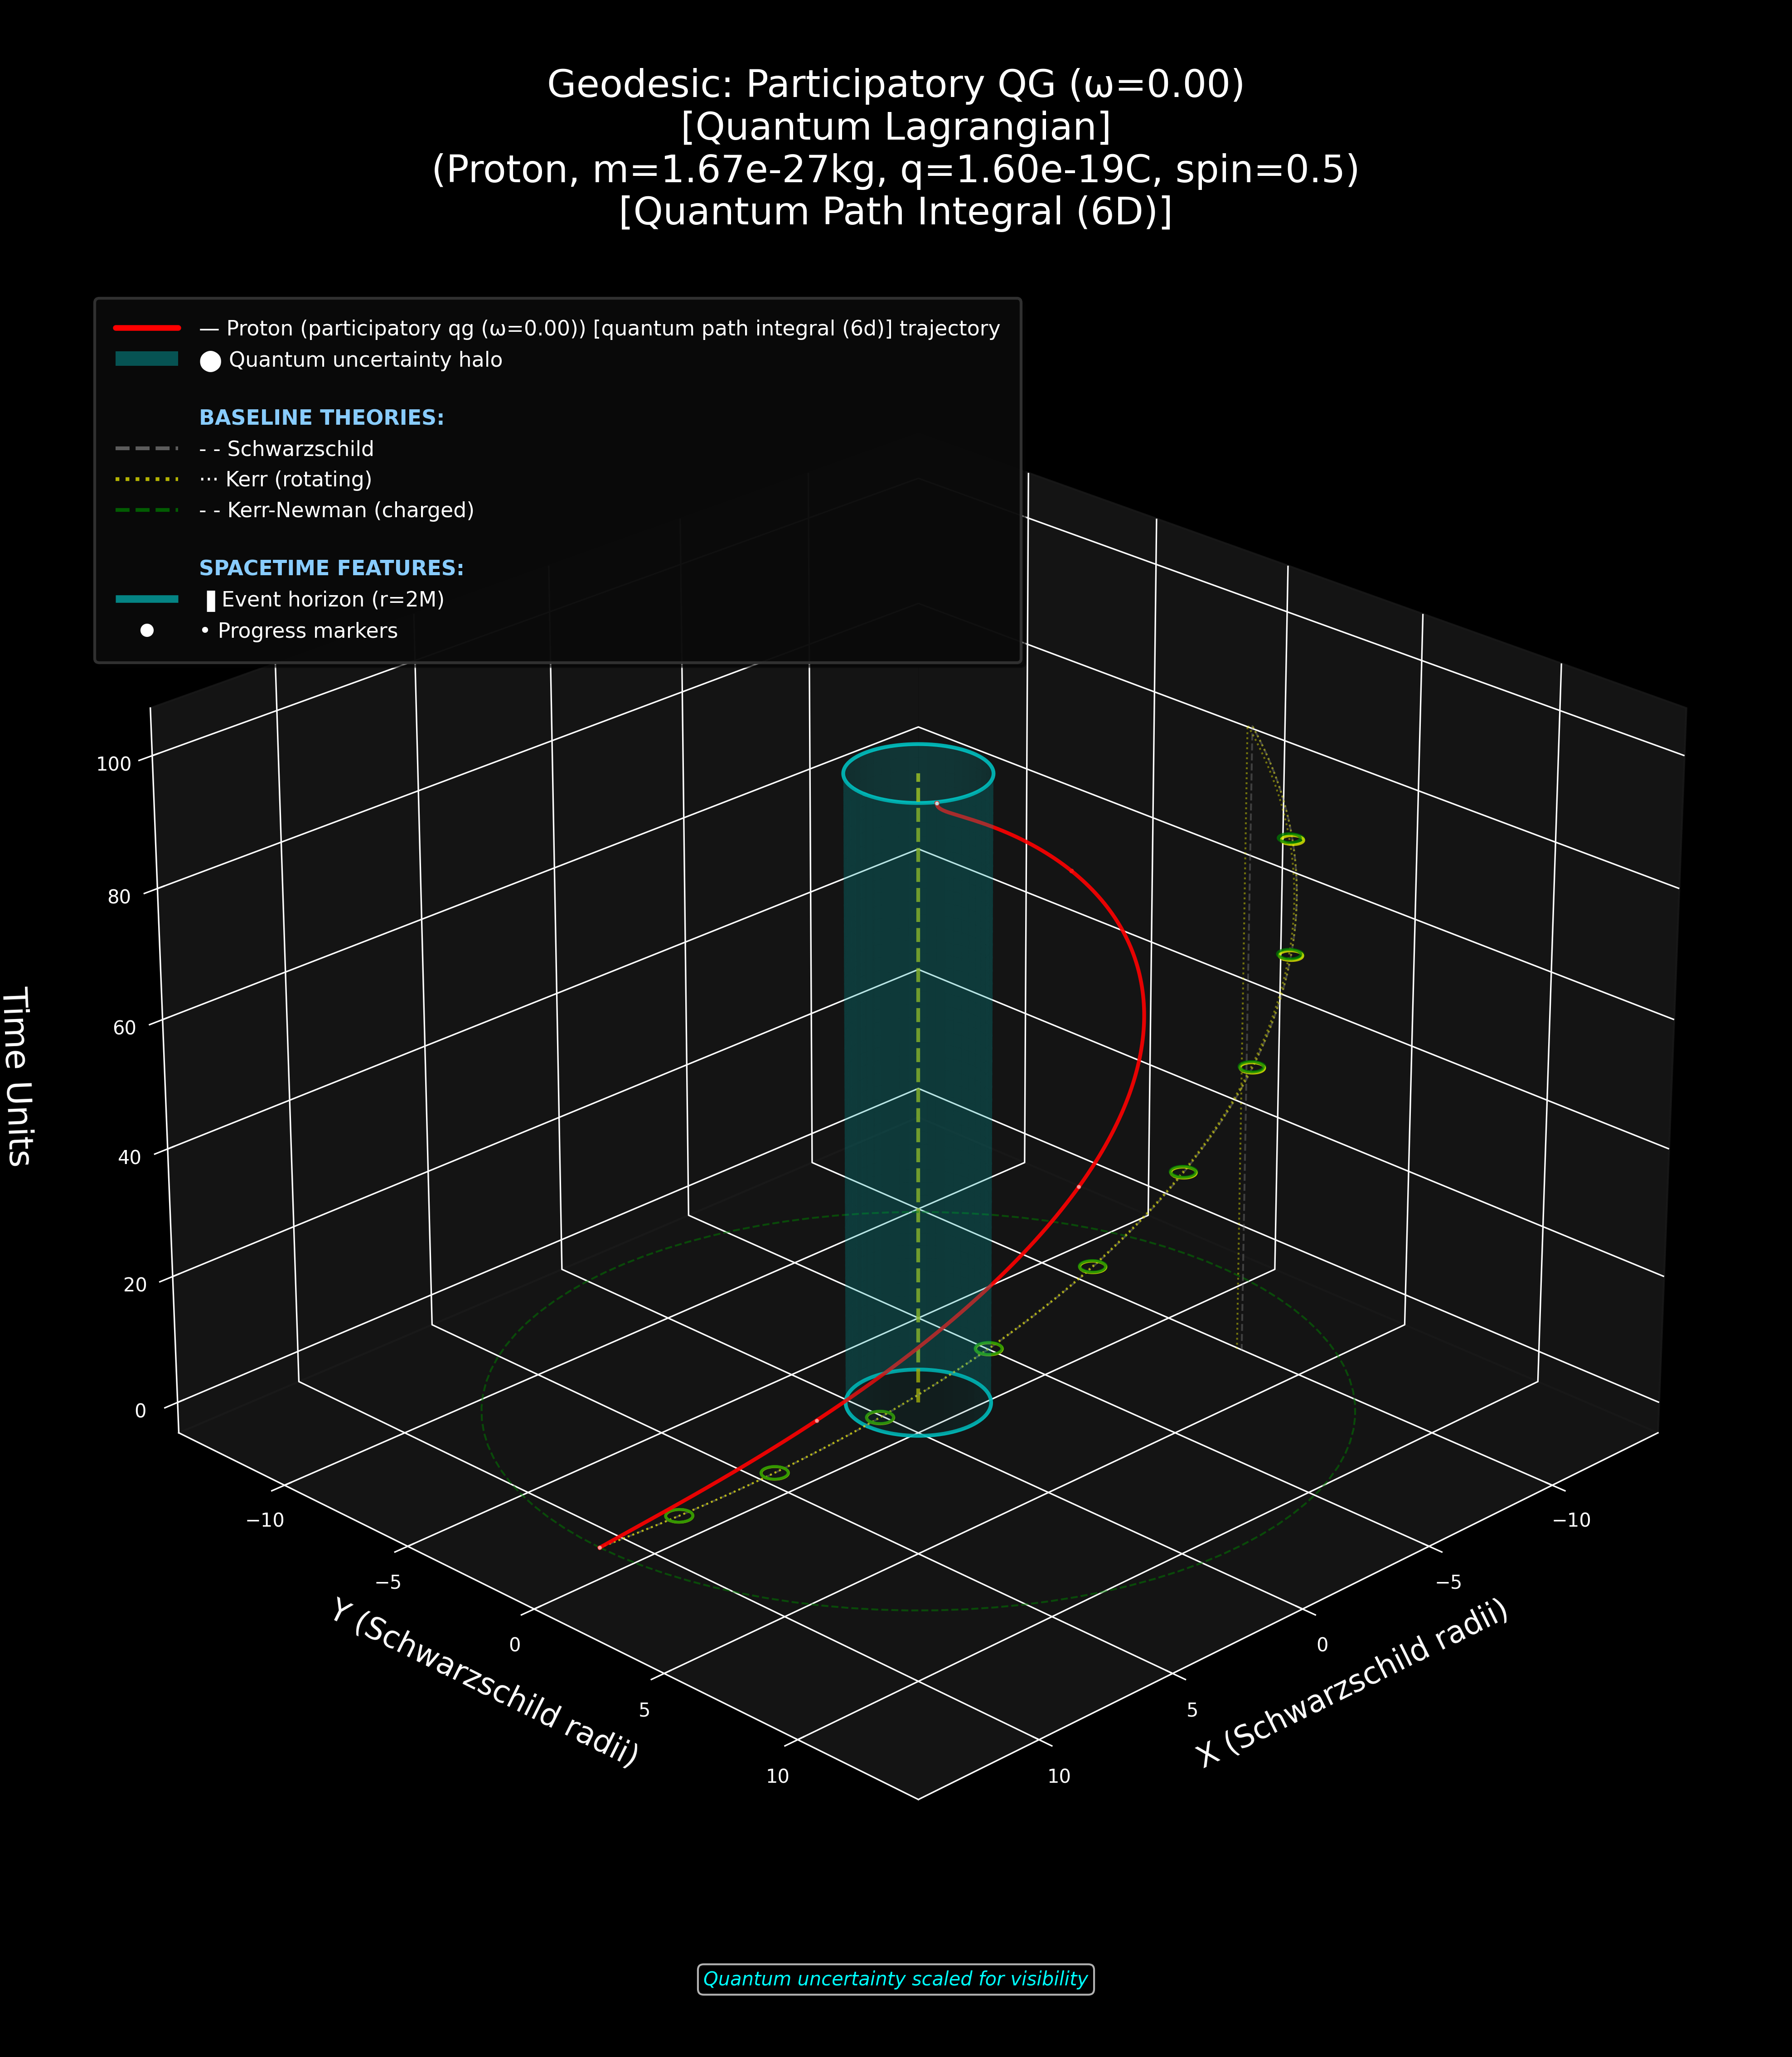 Geodesic: Participatory QG (ω=0.00)
[Quantum Lagrangian]
(Proton, m=1.67e-27kg, q=1.60e-19C, spin=0.5)
[Quantum Path Integral (6D)]
— Proton (participatory qg (ω=0.00)) [quantum path integral (6d)] trajectory
⬤ Quantum uncertainty halo
BASELINE THEORIES:
- - Schwarzschild
··· Kerr (rotating)
- - Kerr-Newman (charged)
SPACETIME FEATURES:
▐ Event horizon (r=2M)
• Progress markers
100
80
60
40
20
0
Time Units
−10
−5
0
5
10
Y (Schwarzschild radii)
−10
−5
0
5
10
X (Schwarzschild radii)
Quantum uncertainty scaled for visibility